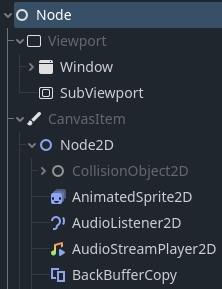 Node
Viewport
Window
SubViewport
CanvasItem
Node2D
CollisionObject2D
AnimatedSprite2D
AudioListener2D
AudioStreamPlayer2D
BackBufferCopy